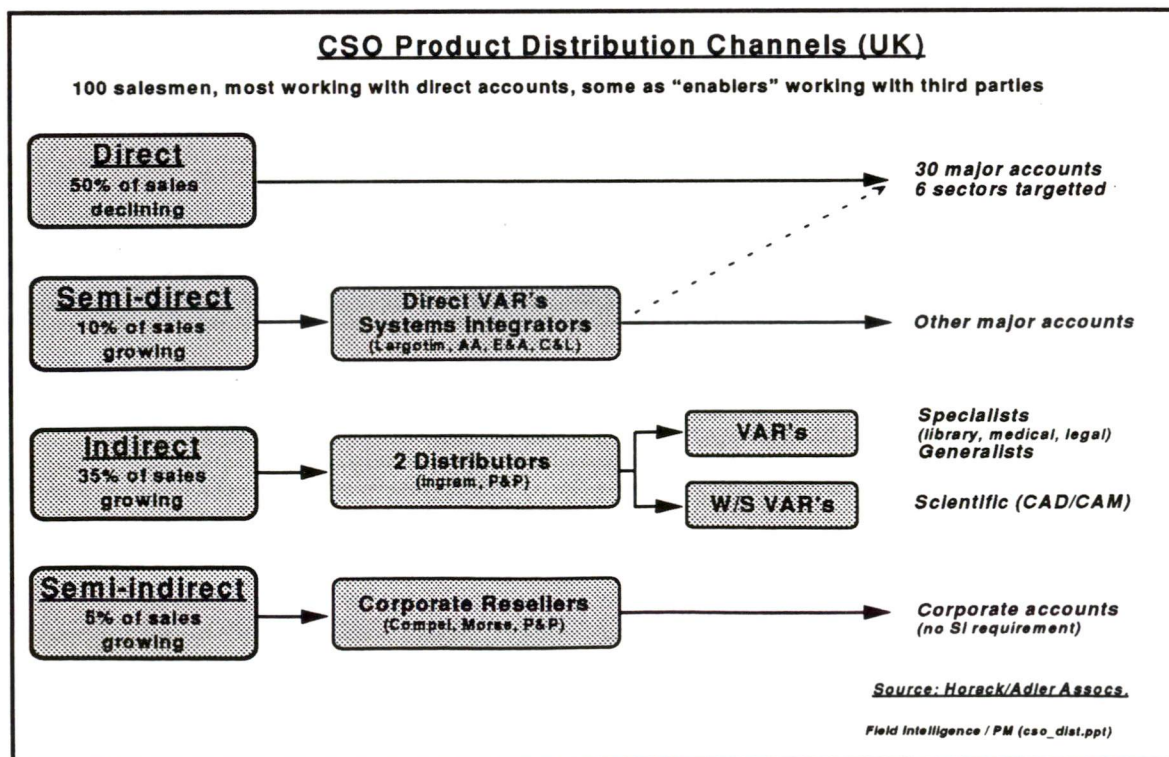 CSO Product Distribution Channels (UK)
100 salesmen, most working with direct accounts, some as "enablers" working with third parties
Direct
50% of sales
declining
30 major accounts
6 sectors targetted
Semi-direct
10% of sales
growing
Direct VAR's
Systems Integrators
(Largotim, AA, E&A, C&L)
Other major accounts
Indirect
35% of sales
growing
2 Distributors
(Ingram, P&P)
VAR's
Specialists
(library, medical, legal)
Generalists
W/S VAR's
Scientific (CAD/CAM)
Semi-indirect
5% of sales
growing
Corporate Resellers
(Compel, Morse, P&P)
Corporate accounts
(no SI requirement)
Source: Horack/Adler Assocs.
Field Intelligence / PM (cso_dist.ppt)